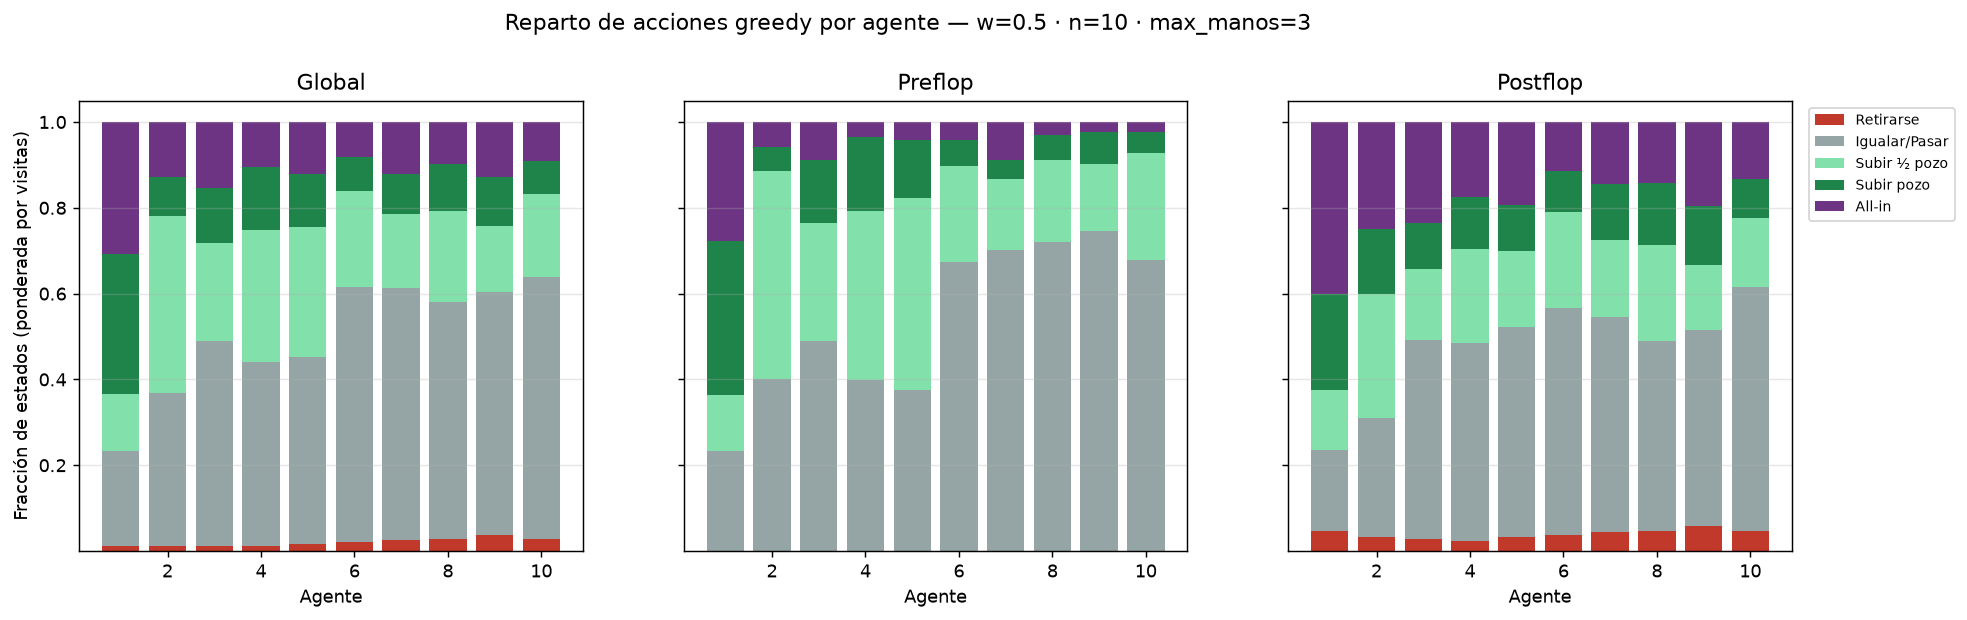 Reparto de acciones greedy por agente — w=0.5 · n=10 · max_manos=3
Global
Preflop
Postflop
Fracción de estados (ponderada por visitas)
1.0
0.8
0.6
0.4
0.2
2 4 6 8 10
Agente
2 4 6 8 10
Agente
2 4 6 8 10
Agente
Retirarse
Igualar/Pasar
Subir ½ pozo
Subir pozo
All-in